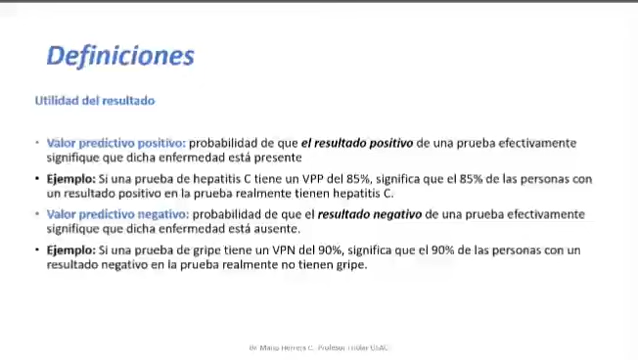 Definiciones
Utilidad del resultado
• Valor predictivo positivo: probabilidad de que el resultado positivo de una prueba efectivamente
signifique que dicha enfermedad está presente
• Ejemplo: Si una prueba de hepatitis C tiene un VPP del 85%, significa que el 85% de las personas con
un resultado positivo en la prueba realmente tienen hepatitis C.
• Valor predictivo negativo: probabilidad de que el resultado negativo de una prueba efectivamente
signifique que dicha enfermedad está ausente.
• Ejemplo: Si una prueba de gripe tiene un VPN del 90%, significa que el 90% de las personas con un
resultado negativo en la prueba realmente no tienen gripe.
Herrera C. Profesor